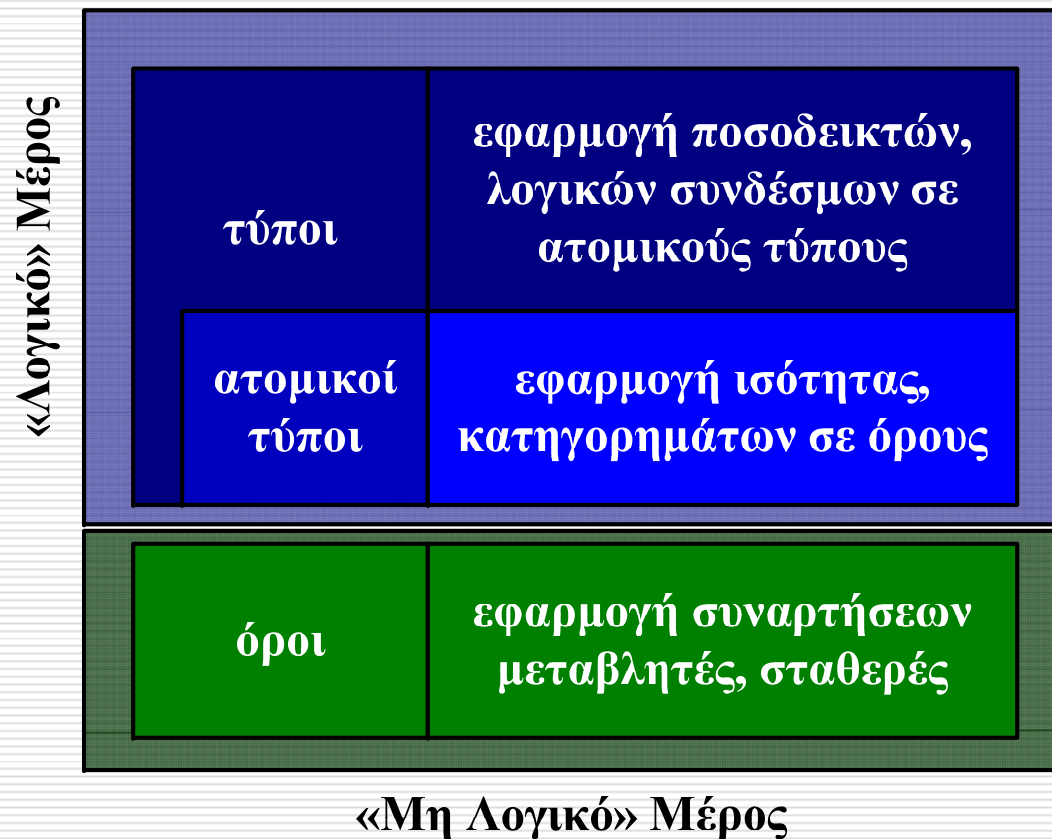 «Λογικό» Μέρος
τύποι
εφαρμογή ποσοδεικτών,
λογικών συνδέσμων σε
ατομικούς τύπους
ατομικοί
τύποι
εφαρμογή ισότητας,
κατηγορημάτων σε όρους
όροι
εφαρμογή συναρτήσεων
μεταβλητές, σταθερές
«Μη Λογικό» Μέρος